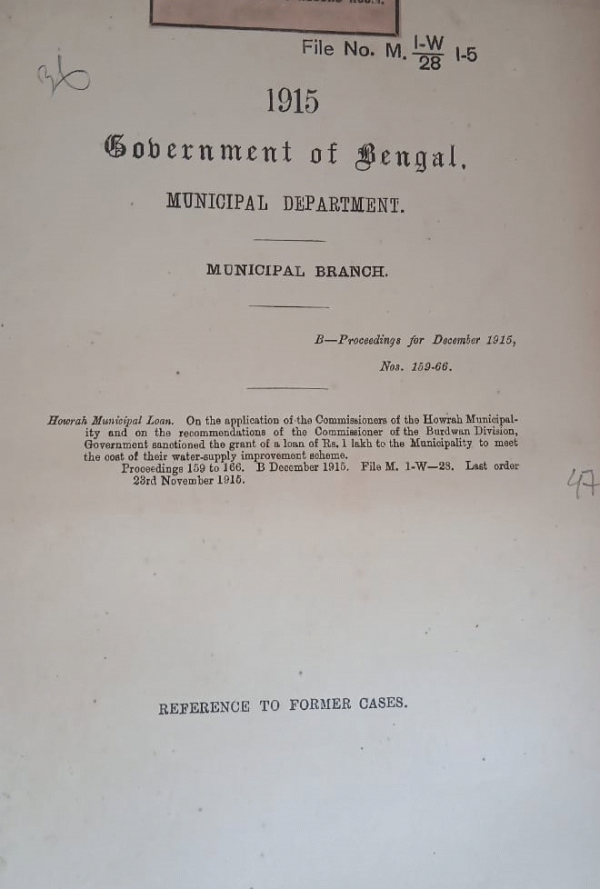 File No. M. I-W/28 I-5
36
1915
Government of Bengal,
MUNICIPAL DEPARTMENT.
MUNICIPAL BRANCH.
B—Proceedings for December 1915,
Nos. 159-66.
Howrah Municipal Loan. On the application of the Commissioners of the Howrah Municipal-
ity and on the recommendations of the Commissioner of the Burdwan Division,
Government sanctioned the grant of a loan of Rs. 1 lakh to the Municipality to meet
the cost of their water-supply improvement scheme.
Proceedings 159 to 166. B December 1915. File M. 1-W—28. Last order
23rd November 1915.
47
REFERENCE TO FORMER CASES.